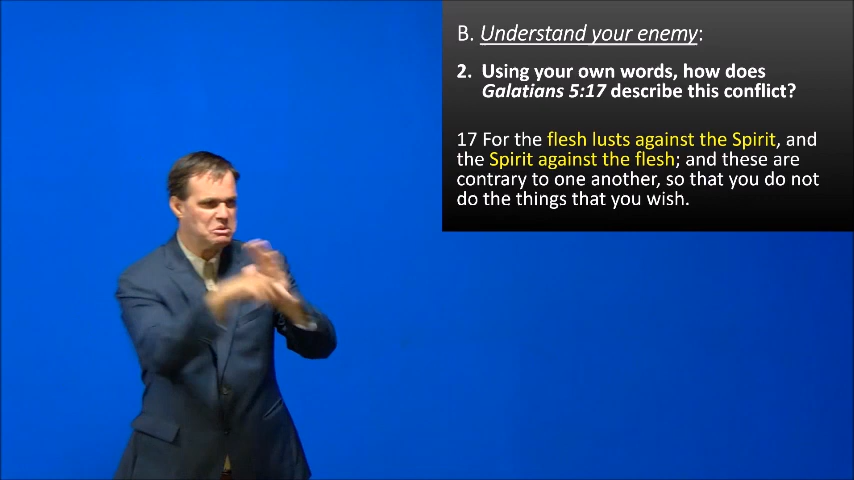 B. Understand your enemy:
2. Using your own words, how does
Galatians 5:17 describe this conflict?
17 For the flesh lusts against the Spirit, and
the Spirit against the flesh; and these are
contrary to one another, so that you do not
do the things that you wish.